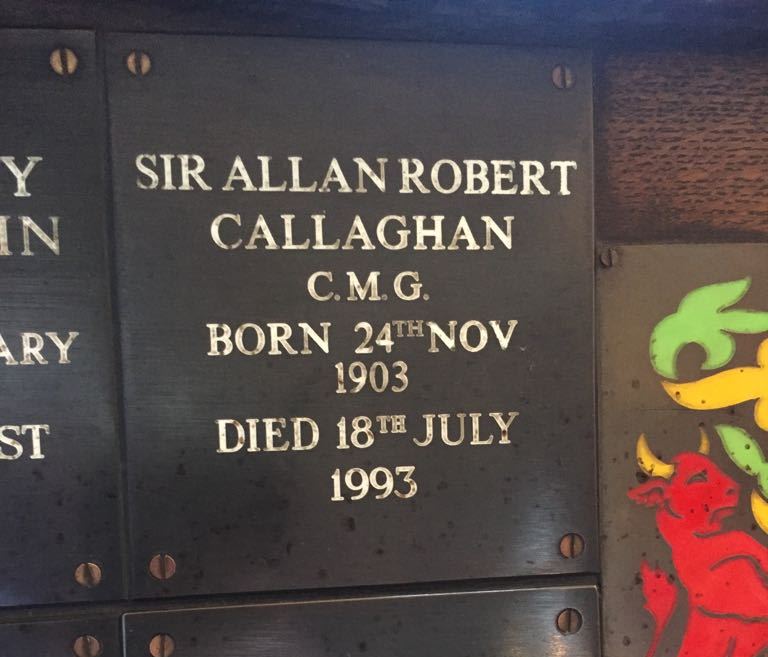 SIR ALLAN ROBERT
CALLAGHAN
C.M.G.
BORN 24TH NOV
1903
DIED 18TH JULY
1993